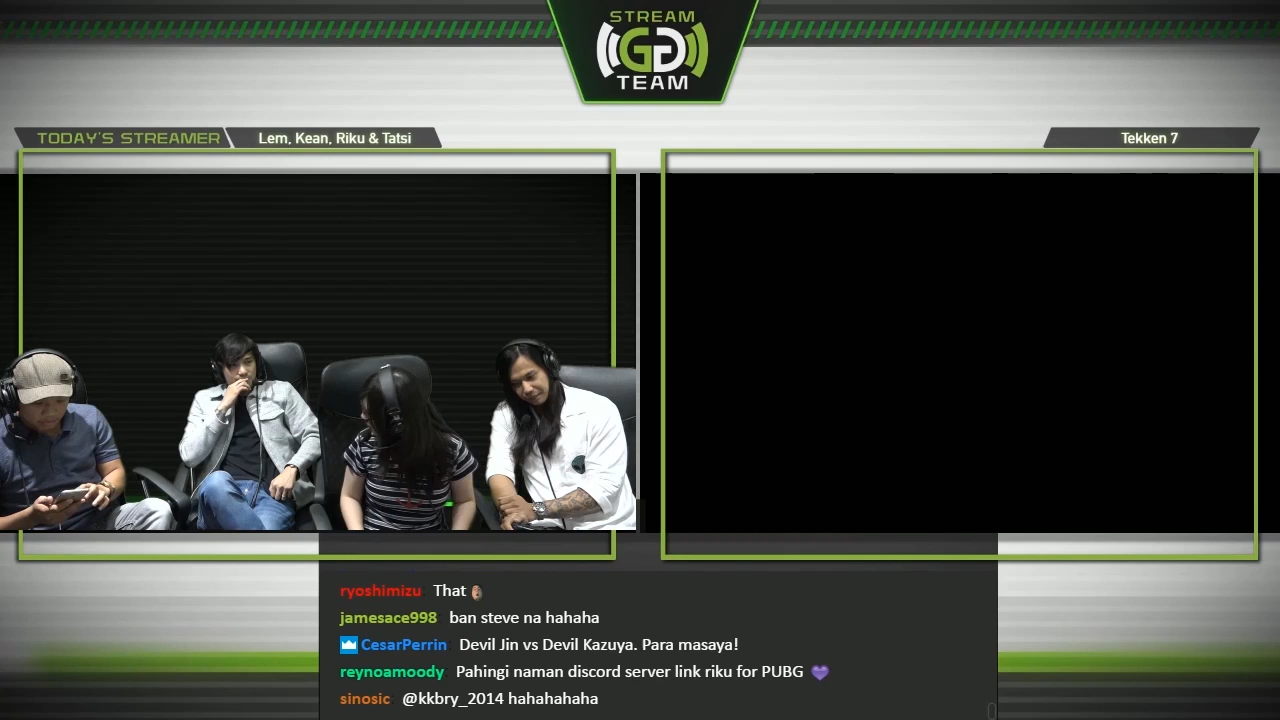 STREAM
GG
TEAM
TODAY'S STREAMER
Lem, Kean, Riku & Tatsi
Tekken 7
ryoshimizu: That
jamesace998: ban steve na hahaha
CesarPerrin: Devil Jin vs Devil Kazuya. Para masaya!
reynoamoody: Pahingi naman discord server link riku for PUBG
sinosic: @kkbry_2014 hahahahaha